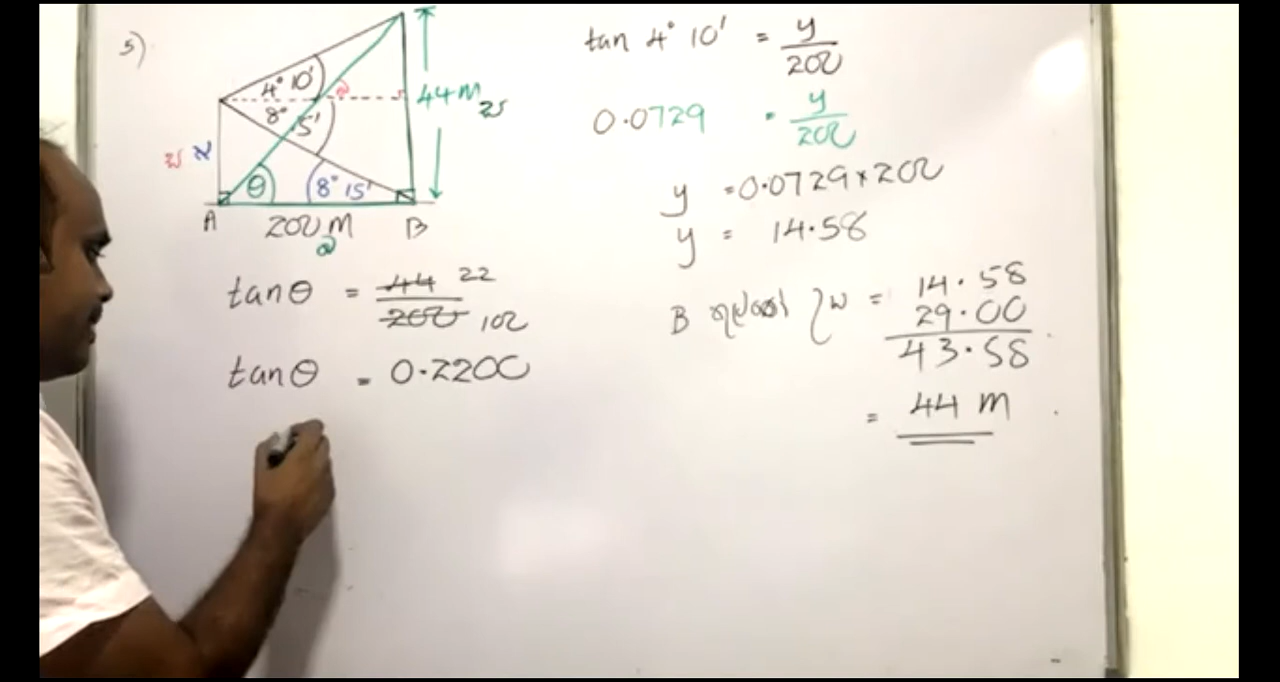 5)
4° 10'
8° 15'
44 m
θ
8° 15'
A 200 m B
tan θ = 44 22
200 100
tan θ = 0.2200
tan 4° 10' = y
200
0.0729 = y
200
y = 0.0729 × 200
y = 14.58
B = 14.58
29.00
43.58
= 44 m